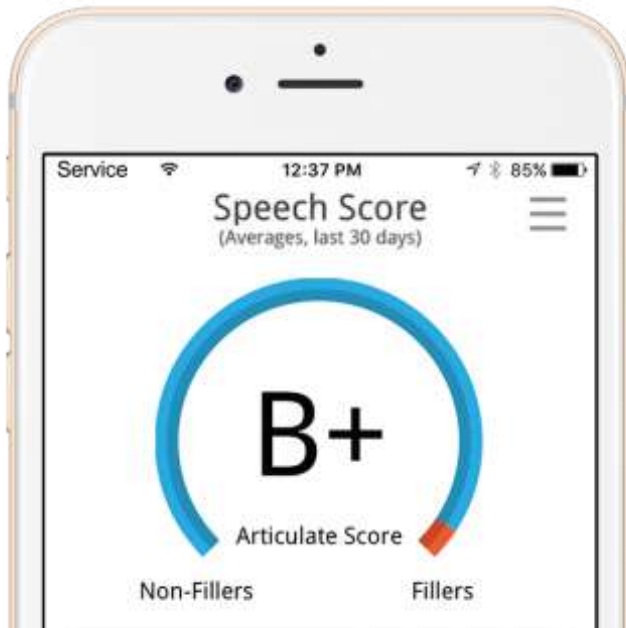 Service 12:37 PM 85%
Speech Score
(Averages, last 30 days)
B+
Articulate Score
Non-Fillers Fillers